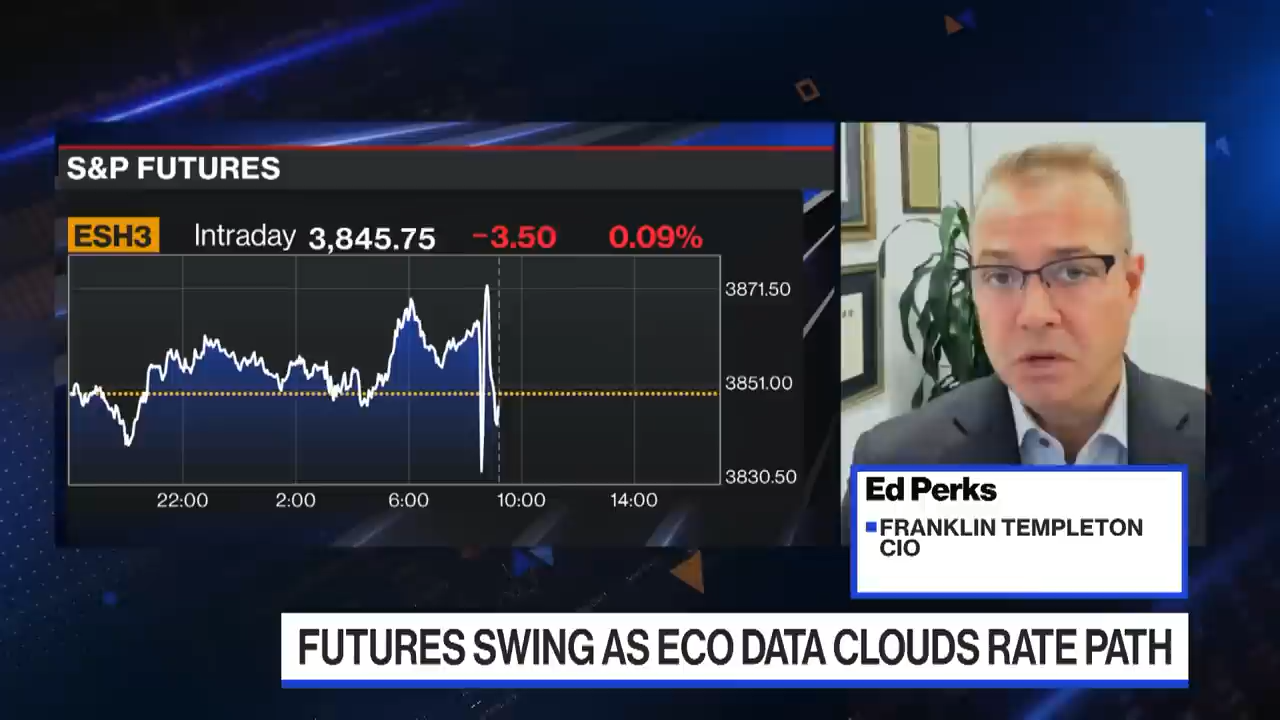 S&P FUTURES
ESH3 Intraday 3,845.75 −3.50 0.09%
3871.50
3851.00
3830.50
22:00 2:00 6:00 10:00 14:00
Ed Perks
FRANKLIN TEMPLETON
CIO
FUTURES SWING AS ECO DATA CLOUDS RATE PATH